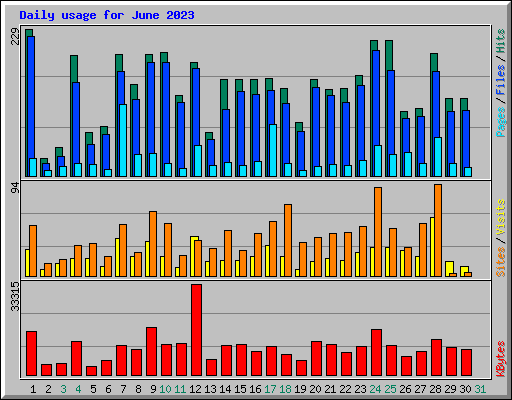 Daily usage for June 2023
229
Pages / Files / Hits
94
Sites / Visits
33315
KBytes
1 2 3 4 5 6 7 8 9 10 11 12 13 14 15 16 17 18 19 20 21 22 23 24 25 26 27 28 29 30 31